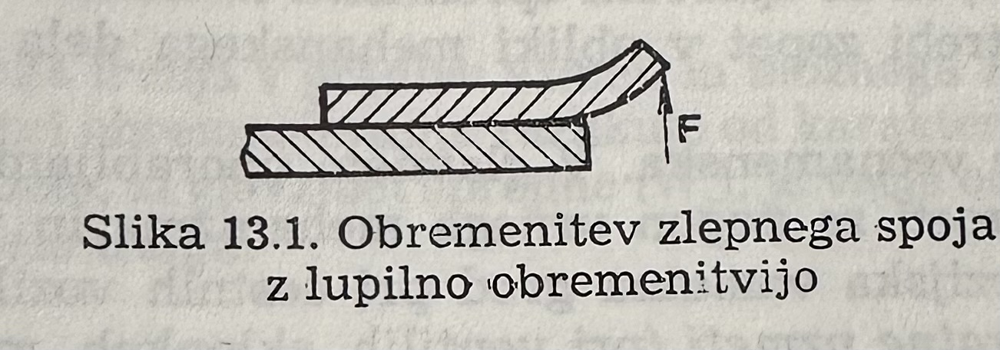 F
Slika 13.1. Obremenitev zlepnega spoja
z lupilno obremenitvijo